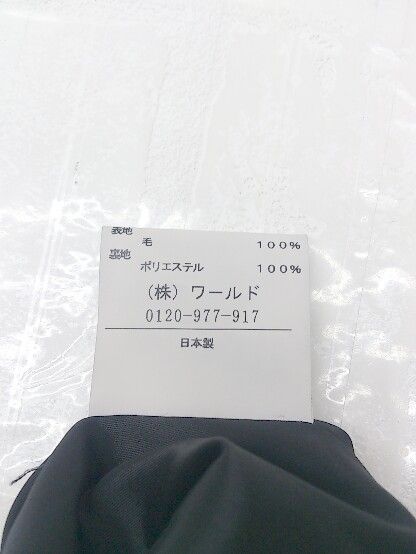 表地
毛 100%
裏地
ポリエステル 100%
(株) ワールド
0120-977-917
日本製